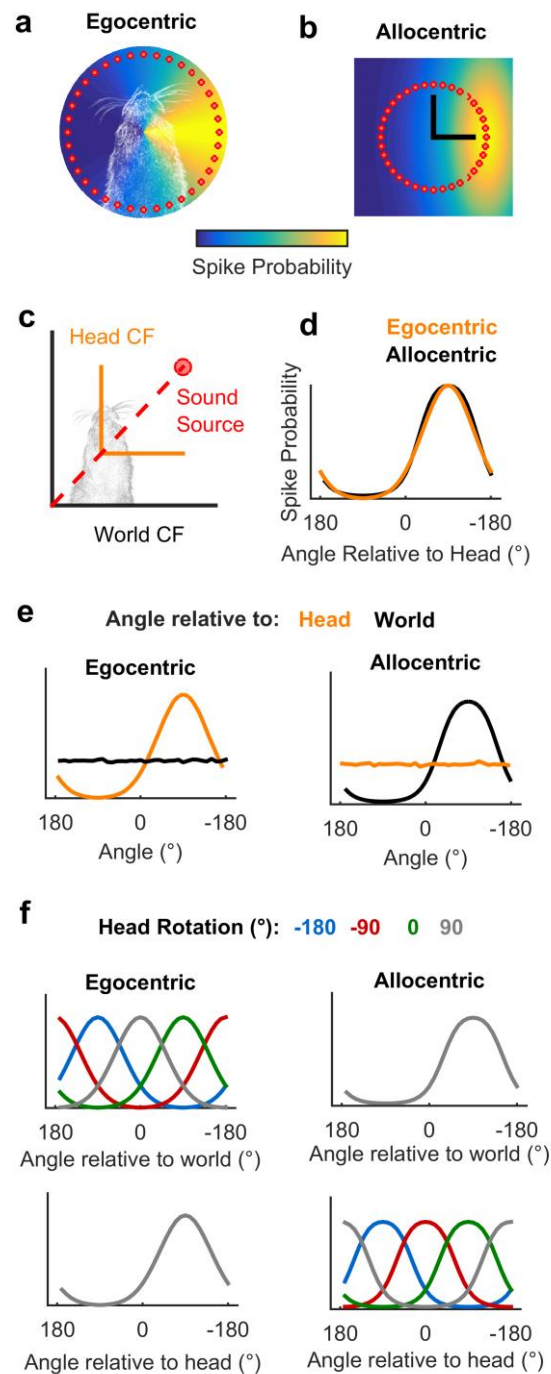 a
Egocentric
b
Allocentric
Spike Probability
c
Head CF
Sound
Source
World CF
d
Egocentric
Allocentric
Spike Probability
180 0 -180
Angle Relative to Head (°)
e
Angle relative to: Head World
Egocentric
180 0 -180
Angle (°)
Allocentric
180 0 -180
Angle (°)
f
Head Rotation (°): -180 -90 0 90
Egocentric
180 0 -180
Angle relative to world (°)
Allocentric
180 0 -180
Angle relative to world (°)
180 0 -180
Angle relative to head (°)
180 0 -180
Angle relative to head (°)